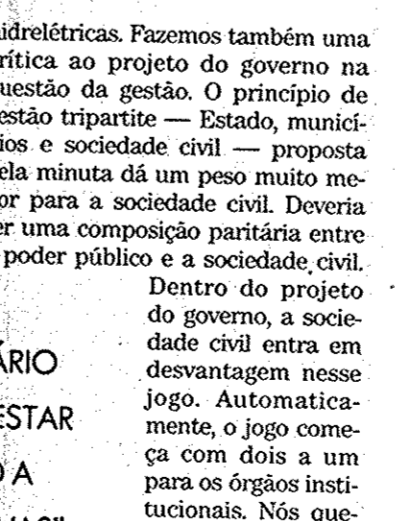 idrelétricas. Fazemos também uma
rítica ao projeto do governo na
uestão da gestão. O princípio de
estão tripartite — Estado, municí-
ios e sociedade civil — proposta
ela minuta dá um peso muito me-
or para a sociedade civil. Deveria
er uma composição paritária entre
poder público e a sociedade civil.
Dentro do projeto
do governo, a socie-
dade civil entra em
desvantagem nesse
jogo. Automatica-
mente, o jogo come-
ça com dois a um
para os órgãos insti-
tucionais. Nós que-
ÁRIO
ESTAR
O A